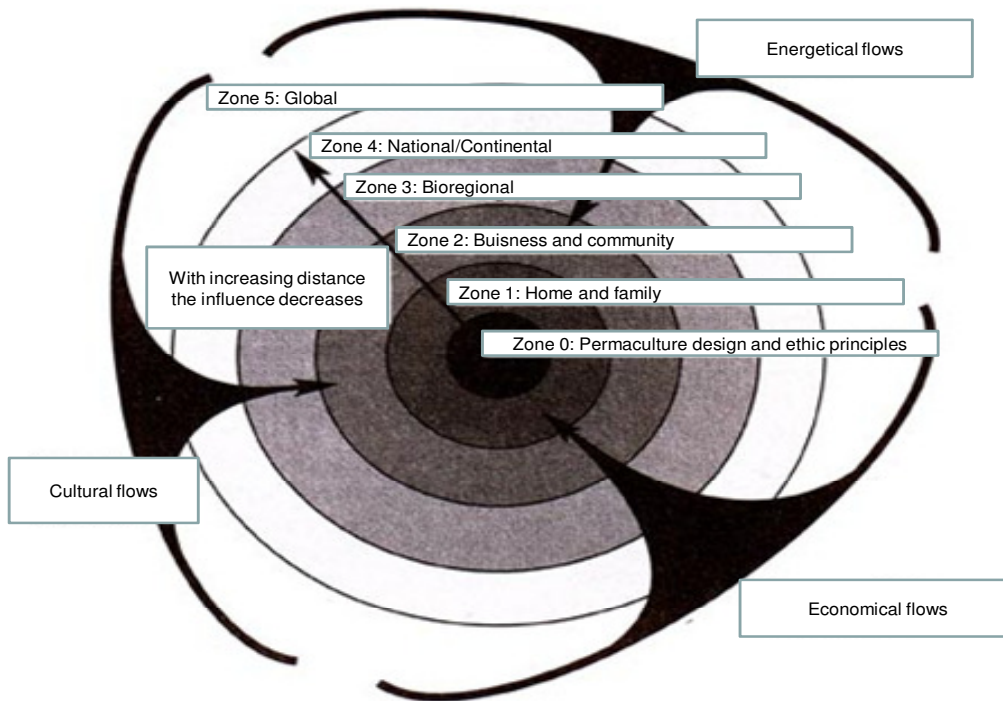 Energetical flows
Zone 5: Global
Zone 4: National/Continental
Zone 3: Bioregional
Zone 2: Buisness and community
With increasing distance
the influence decreases
Zone 1: Home and family
Zone 0: Permaculture design and ethic principles
Cultural flows
Economical flows